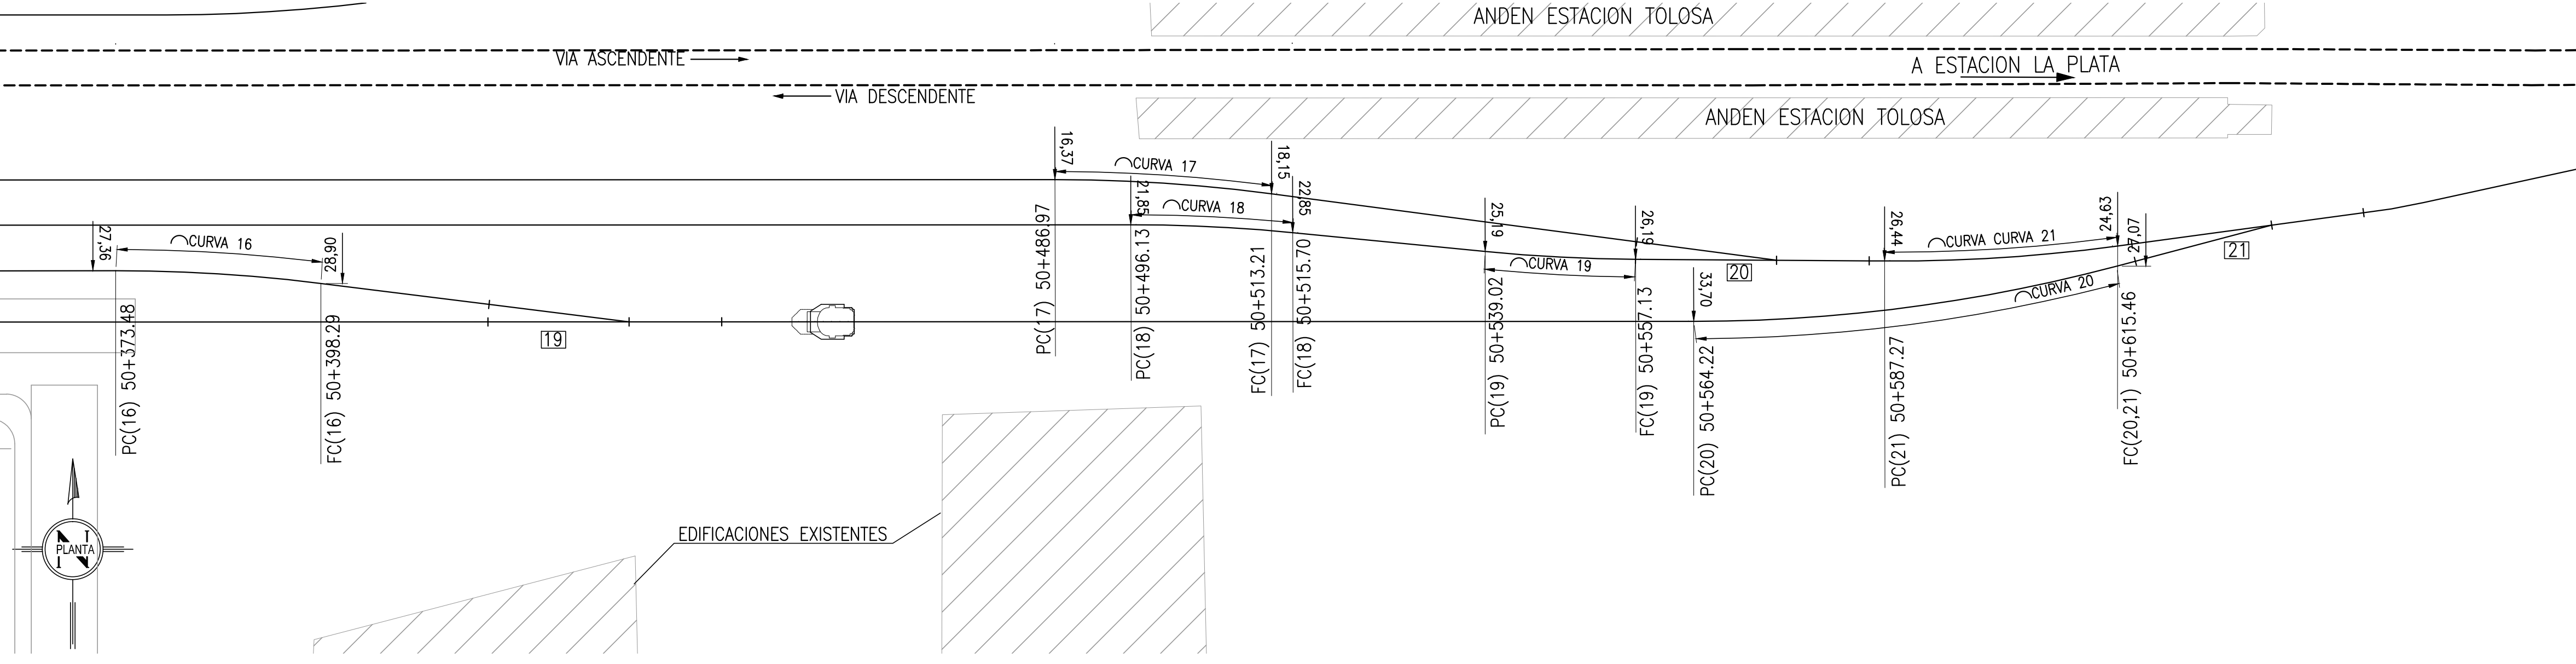 ANDEN ESTACION TOLOSA
VIA ASCENDENTE
A ESTACION LA PLATA
VIA DESCENDENTE
ANDEN ESTACION TOLOSA
16,37
CURVA 17
18,15
21,85
CURVA 18
22,85
27,36
CURVA 16
28,90
25,19
CURVA 19
26,19
20
33,70
26,44
CURVA CURVA 21
24,63
27,07
21
CURVA 20
19
PC(16) 50+373.48
FC(16) 50+398.29
PC(17) 50+486.97
PC(18) 50+496.13
FC(17) 50+513.21
FC(18) 50+515.70
PC(19) 50+539.02
FC(19) 50+557.13
PC(20) 50+564.22
PC(21) 50+587.27
FC(20,21) 50+615.46
EDIFICACIONES EXISTENTES
N
PLANTA